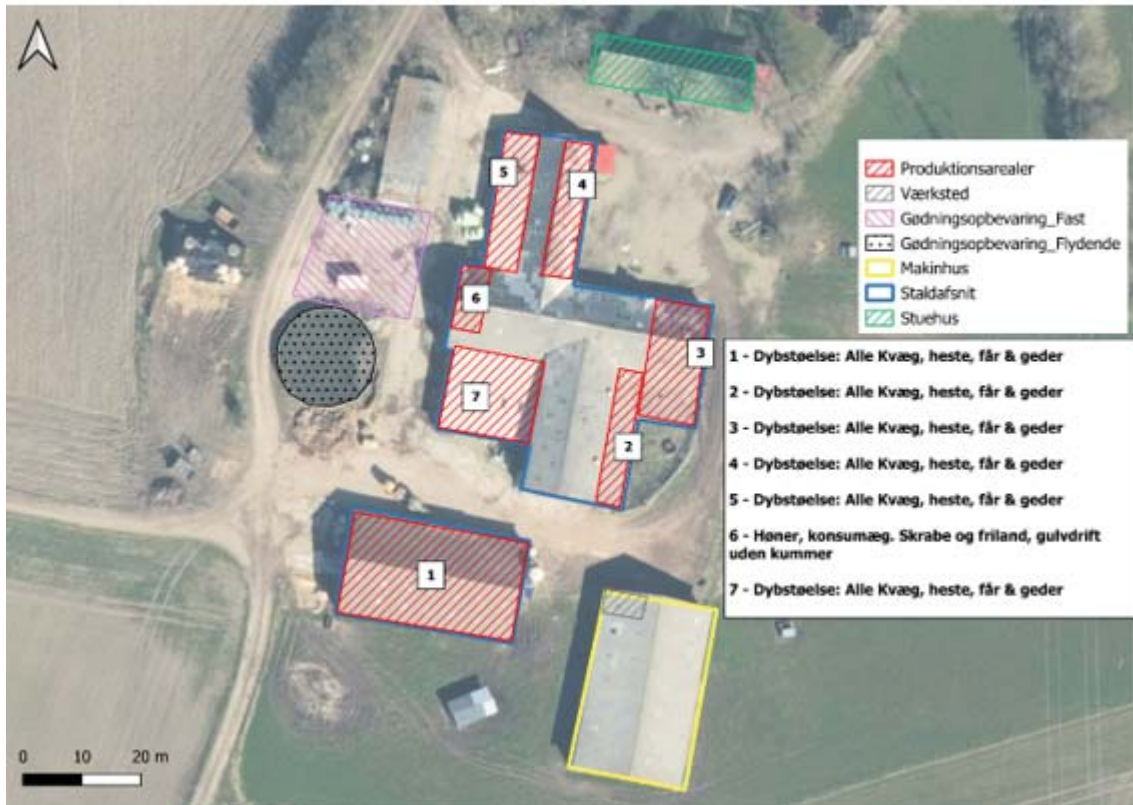 5
4
6
3
7
2
1
Produktionsarealer
Værksted
Gødningsopbevaring_Fast
Gødningsopbevaring_Flydende
Makinhus
Staldafsnit
Stuehus
1 - Dybstøelse: Alle Kvæg, heste, får & geder
2 - Dybstøelse: Alle Kvæg, heste, får & geder
3 - Dybstøelse: Alle Kvæg, heste, får & geder
4 - Dybstøelse: Alle Kvæg, heste, får & geder
5 - Dybstøelse: Alle Kvæg, heste, får & geder
6 - Høner, konsumæg. Skrabe og friland, gulvdrift
uden kummer
7 - Dybstøelse: Alle Kvæg, heste, får & geder
0 10 20 m